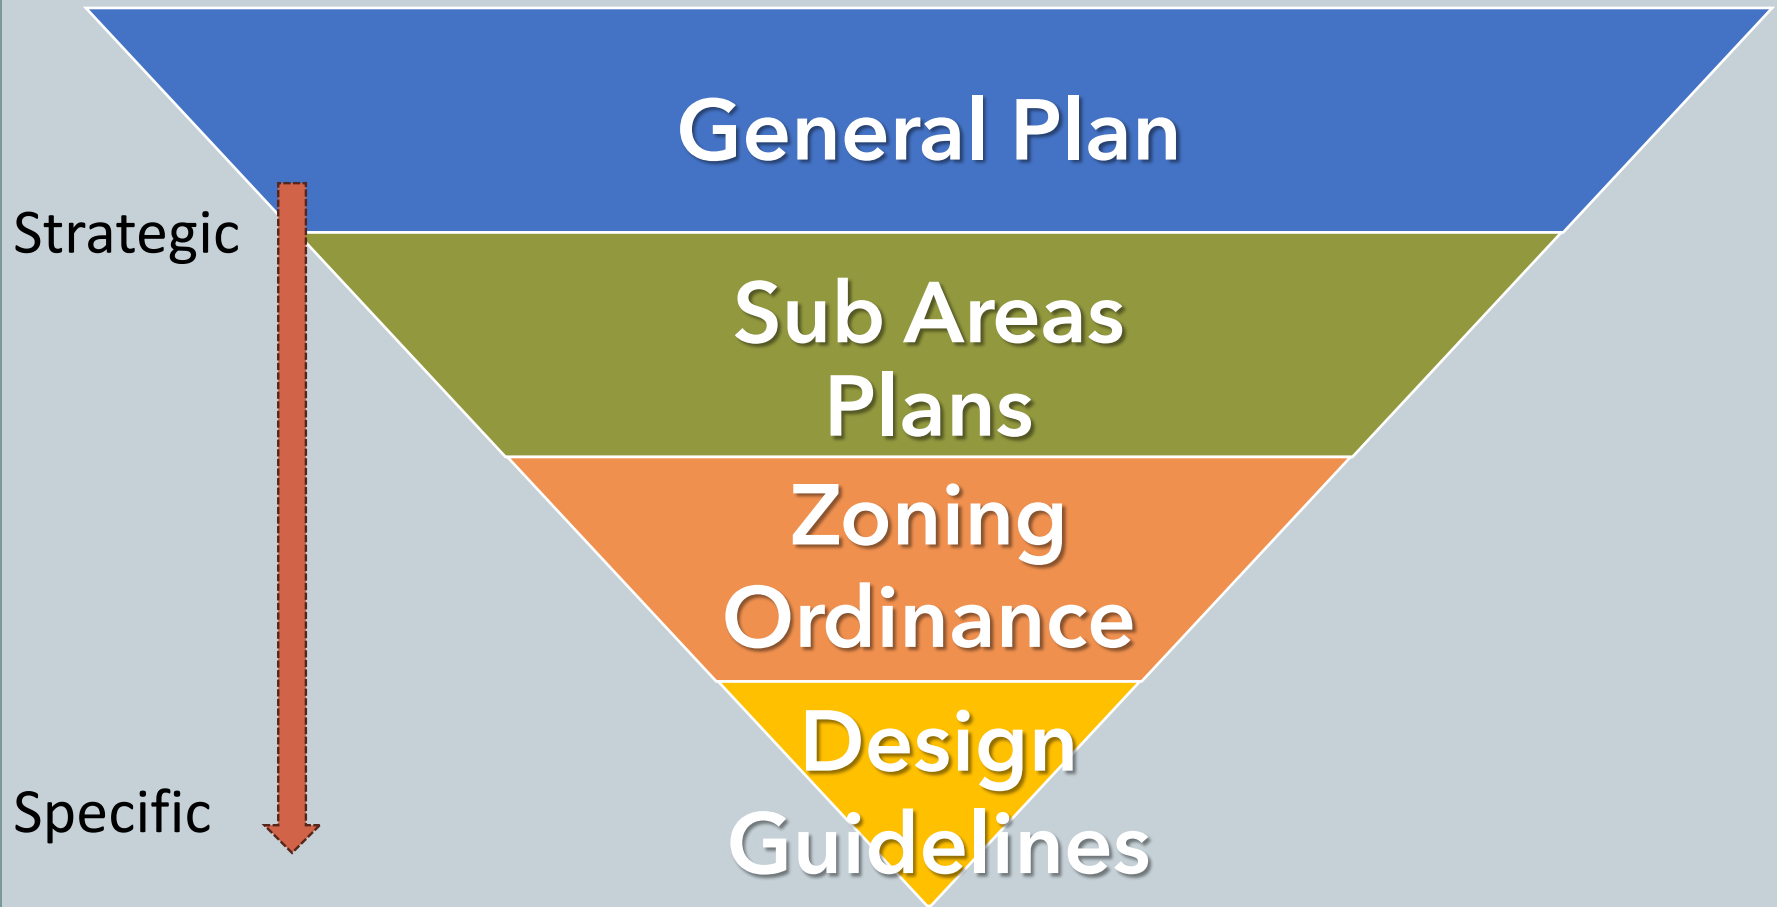 General Plan
Strategic
Sub Areas
Plans
Zoning
Ordinance
Design
Specific
Guidelines